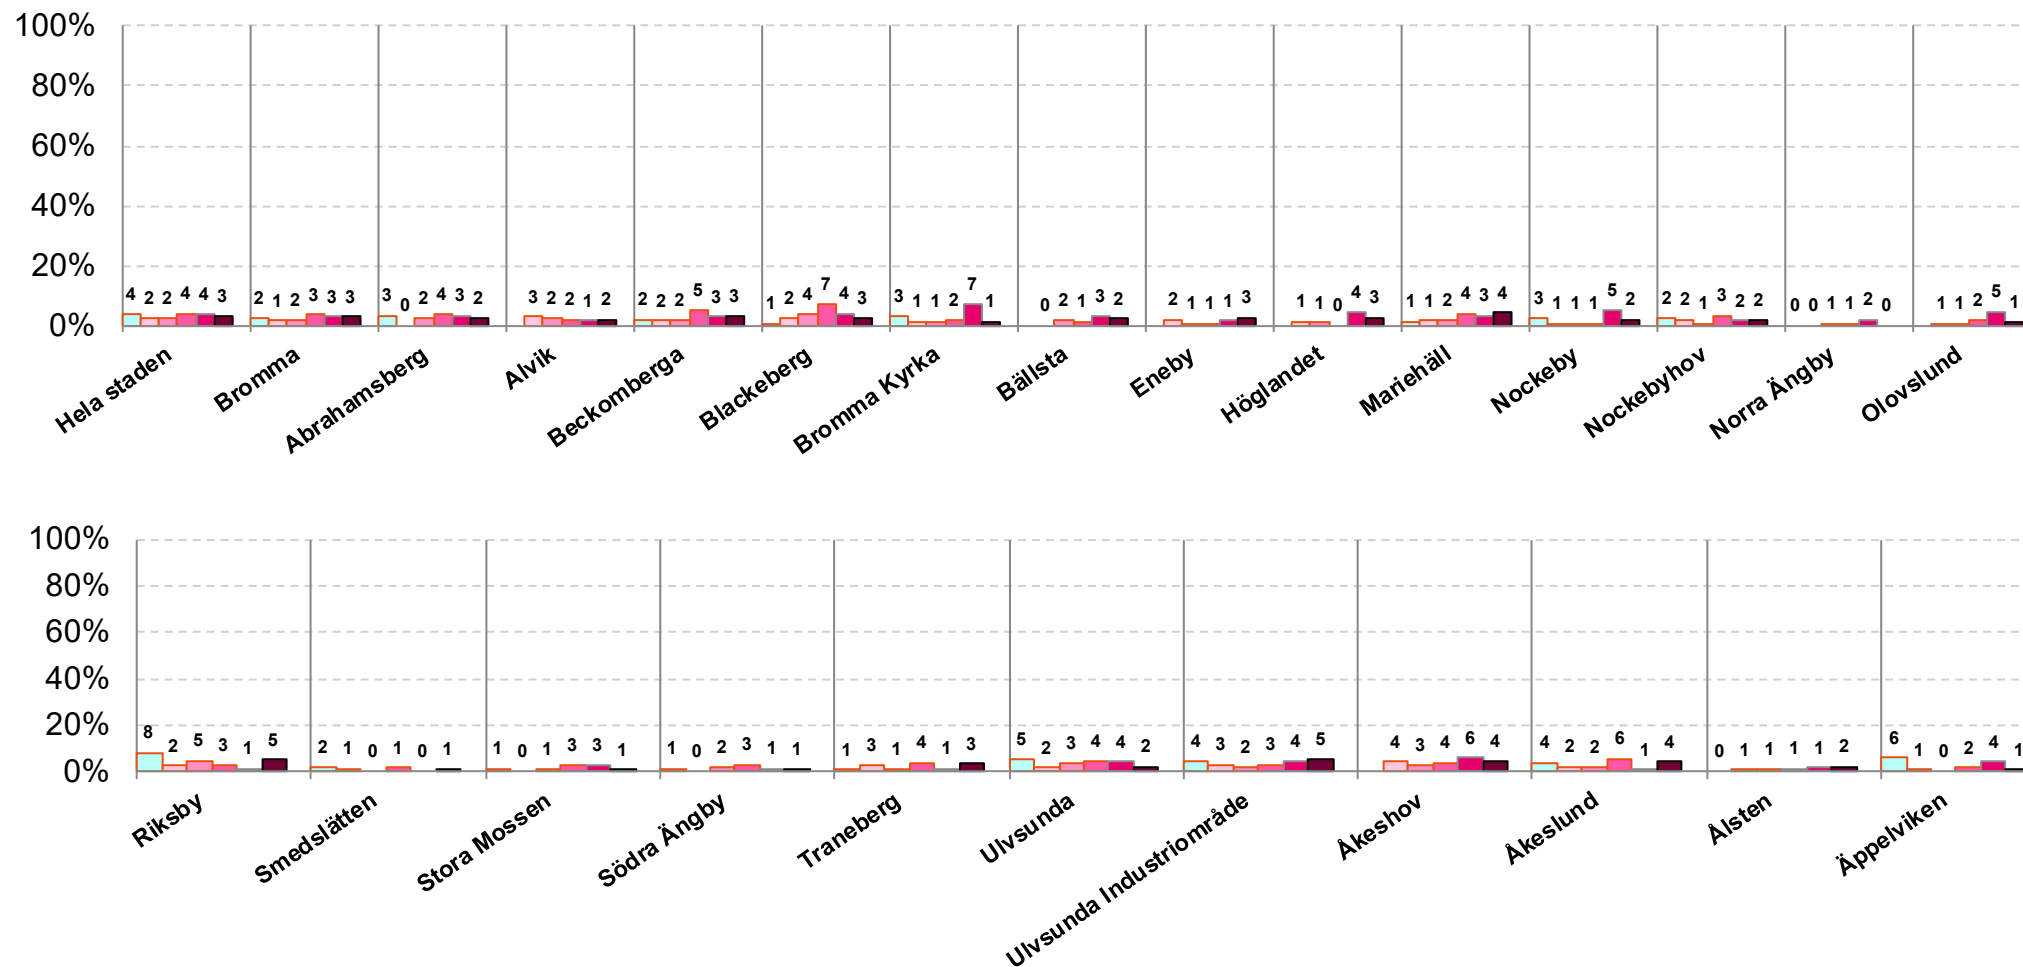 100%
80%
60%
40%
20%
0%
4 2 2 4 4 3
2 1 2 3 3 3
3 0 2 4 3 2
3 2 2 1 2
2 2 2 5 3 3
1 2 4 7 4 3
3 1 1 2 7 1
0 2 1 3 2
2 1 1 1 3
1 1 0 4 3
1 1 2 4 3 4
3 1 1 1 5 2
2 2 1 3 2 2
0 0 1 1 2 0
1 1 2 5 1
Hela staden
Bromma
Abrahamsberg
Alvik
Beckomberga
Blackeberg
Bromma Kyrka
Bällsta
Eneby
Höglandet
Mariehäll
Nockeby
Nockebyhov
Norra Ängby
Olovslund
100%
80%
60%
40%
20%
0%
8 2 5 3 1 5
2 1 0 1 0 1
1 0 1 3 3 1
1 0 2 3 1 1
1 3 1 4 1 3
5 2 3 4 4 2
4 3 2 3 4 5
4 3 4 6 4
4 2 2 6 1 4
0 1 1 1 1 2
6 1 0 2 4 1
Riksby
Smedslätten
Stora Mossen
Södra Ängby
Traneberg
Ulvsunda
Ulvsunda Industriområde
Åkeshov
Åkeslund
Ålsten
Äppelviken